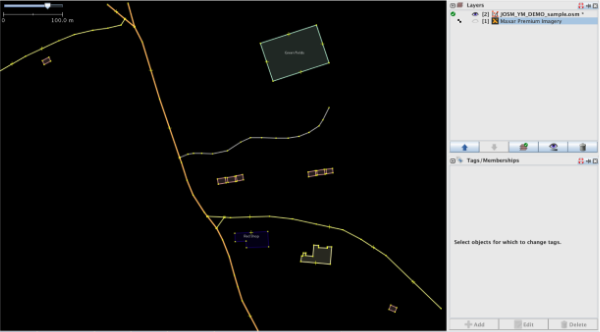 0
100.0 m
Layers
[2] JOSM_YM_DEMO_sample.osm *
[1] Maxar Premium Imagery
Tags/Memberships
Select objects for which to change tags.
Add
Edit
Delete